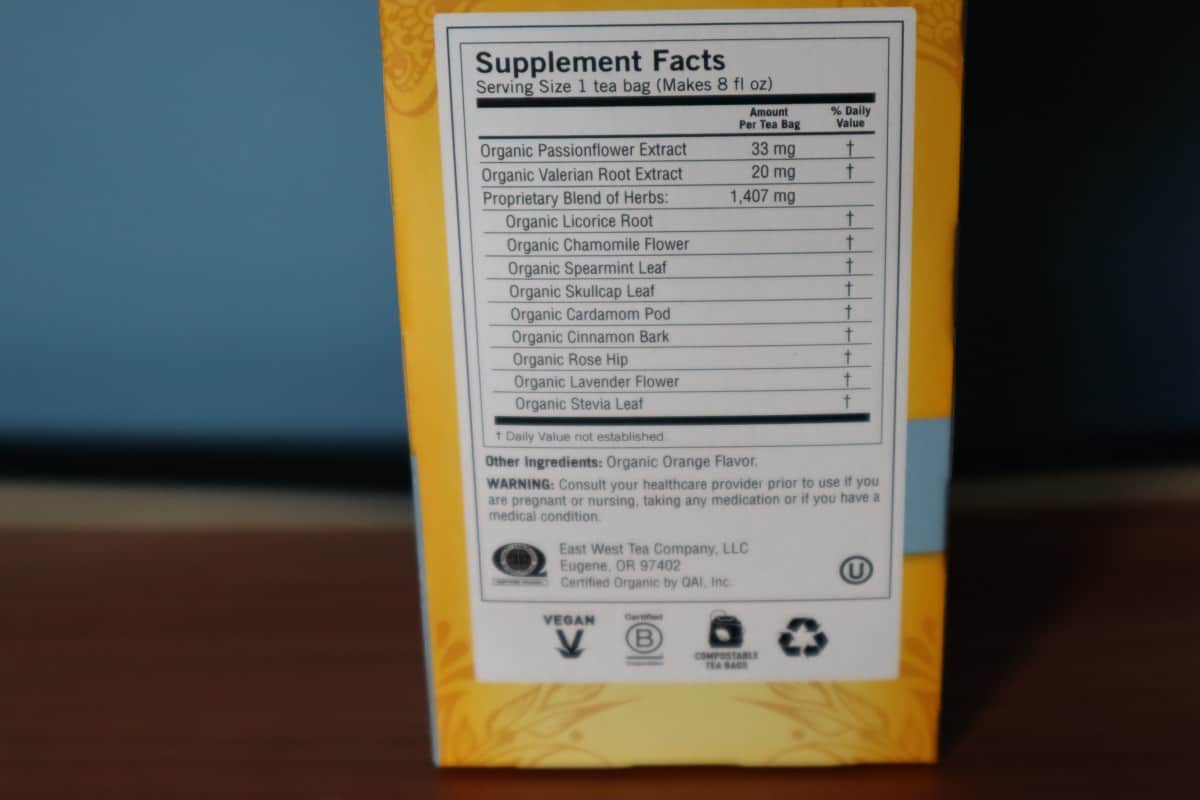 Supplement Facts
Serving Size 1 tea bag (Makes 8 fl oz)
Amount
Per Tea Bag
% Daily
Value
Organic Passionflower Extract 33 mg †
Organic Valerian Root Extract 20 mg †
Proprietary Blend of Herbs: 1,407 mg
Organic Licorice Root †
Organic Chamomile Flower †
Organic Spearmint Leaf †
Organic Skullcap Leaf †
Organic Cardamom Pod †
Organic Cinnamon Bark †
Organic Rose Hip †
Organic Lavender Flower †
Organic Stevia Leaf †
† Daily Value not established.
Other Ingredients: Organic Orange Flavor.
WARNING: Consult your healthcare provider prior to use if you
are pregnant or nursing, taking any medication or if you have a
medical condition.
East West Tea Company, LLC
Eugene, OR 97402
Certified Organic by QAI, Inc.
U
VEGAN
V
Certified
B
COMPOSTABLE
TEA BAGS